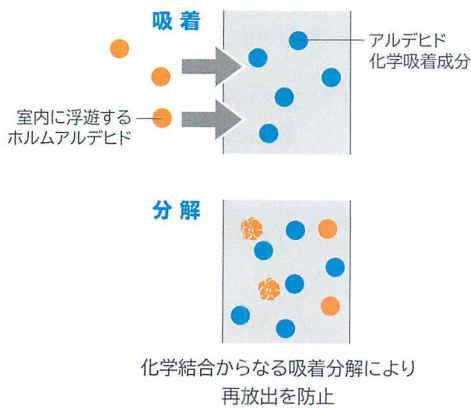 吸着
アルデヒド
化学吸着成分
室内に浮遊する
ホルムアルデヒド
分解
化学結合からなる吸着分解により
再放出を防止